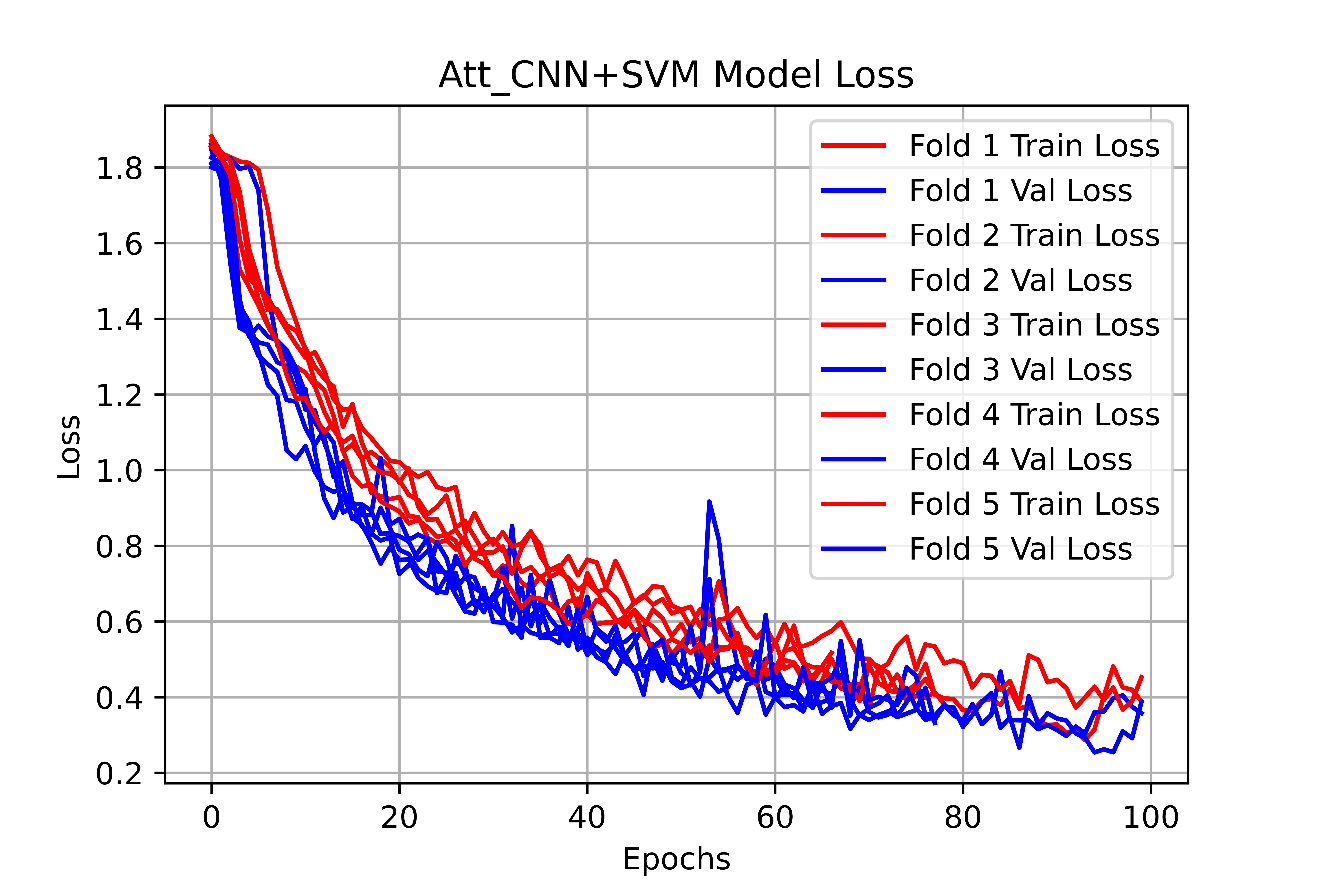 Att_CNN+SVM Model Loss
Fold 1 Train Loss
Fold 1 Val Loss
Fold 2 Train Loss
Fold 2 Val Loss
Fold 3 Train Loss
Fold 3 Val Loss
Fold 4 Train Loss
Fold 4 Val Loss
Fold 5 Train Loss
Fold 5 Val Loss
Loss
1.8
1.6
1.4
1.2
1.0
0.8
0.6
0.4
0.2
0 20 40 60 80 100
Epochs